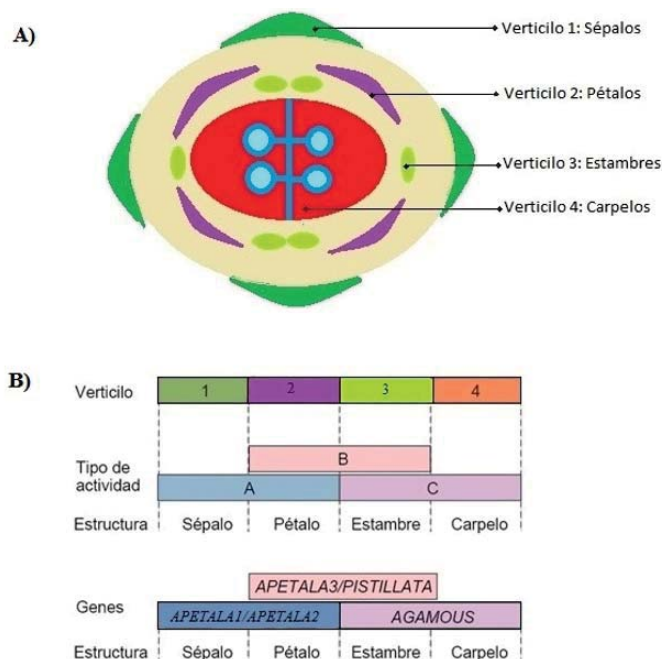 A)
Verticilo 1: Sépalos
Verticilo 2: Pétalos
Verticilo 3: Estambres
Verticilo 4: Carpelos
B)
Verticilo 1 2 3 4
B
Tipo de actividad
A C
Estructura Sépalo Pétalo Estambre Carpelo
APETALA3/PISTILLATA
Genes
APETALA1/APETALA2 AGAMOUS
Estructura Sépalo Pétalo Estambre Carpelo